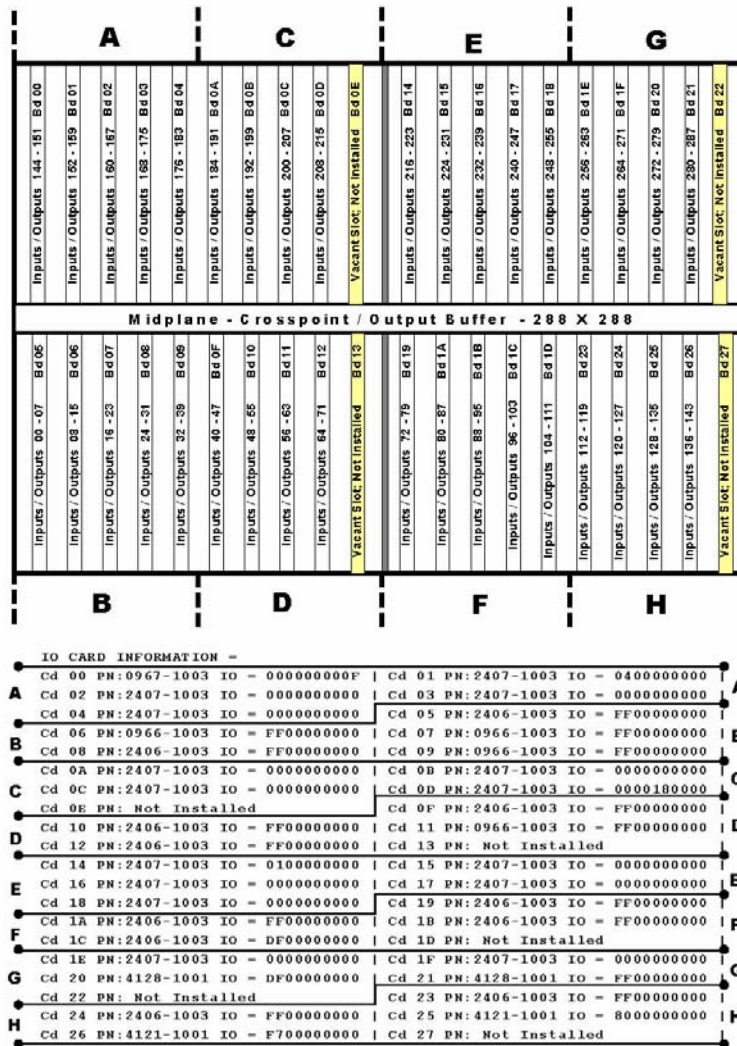 A C E G
Inputs / Outputs 144 - 151 Bd 00
Inputs / Outputs 152 - 159 Bd 01
Inputs / Outputs 160 - 167 Bd 02
Inputs / Outputs 168 - 175 Bd 03
Inputs / Outputs 176 - 183 Bd 04
Inputs / Outputs 184 - 191 Bd 0A
Inputs / Outputs 192 - 199 Bd 0B
Inputs / Outputs 200 - 207 Bd 0C
Inputs / Outputs 208 - 215 Bd 0D
Vacant Slot; Not Installed Bd 0E
Inputs / Outputs 216 - 223 Bd 14
Inputs / Outputs 224 - 231 Bd 15
Inputs / Outputs 232 - 239 Bd 16
Inputs / Outputs 240 - 247 Bd 17
Inputs / Outputs 248 - 255 Bd 18
Inputs / Outputs 256 - 263 Bd 1E
Inputs / Outputs 264 - 271 Bd 1F
Inputs / Outputs 272 - 279 Bd 20
Inputs / Outputs 280 - 287 Bd 21
Vacant Slot; Not Installed Bd 22
Midplane - Crosspoint / Output Buffer - 288 X 288
Inputs / Outputs 00 - 07 Bd 05
Inputs / Outputs 08 - 15 Bd 06
Inputs / Outputs 16 - 23 Bd 07
Inputs / Outputs 24 - 31 Bd 08
Inputs / Outputs 32 - 39 Bd 09
Inputs / Outputs 40 - 47 Bd 0F
Inputs / Outputs 48 - 55 Bd 10
Inputs / Outputs 56 - 63 Bd 11
Inputs / Outputs 64 - 71 Bd 12
Vacant Slot; Not Installed Bd 13
Inputs / Outputs 72 - 79 Bd 19
Inputs / Outputs 80 - 87 Bd 1A
Inputs / Outputs 88 - 95 Bd 1B
Inputs / Outputs 96 - 103 Bd 1C
Inputs / Outputs 104 - 111 Bd 1D
Inputs / Outputs 112 - 119 Bd 23
Inputs / Outputs 120 - 127 Bd 24
Inputs / Outputs 128 - 135 Bd 25
Inputs / Outputs 136 - 143 Bd 26
Vacant Slot; Not Installed Bd 27
B D F H
IO CARD INFORMATION =
Cd 00 PN:0967-1003 IO = 000000000F | Cd 01 PN:2407-1003 IO = 0400000000 |
A Cd 02 PN:2407-1003 IO = 0000000000 | Cd 03 PN:2407-1003 IO = 0000000000 | A
Cd 04 PN:2407-1003 IO = 0000000000 | Cd 05 PN:2406-1003 IO = FF00000000 |
B Cd 06 PN:0966-1003 IO = FF00000000 | Cd 07 PN:0966-1003 IO = FF00000000 | B
Cd 08 PN:2406-1003 IO = FF00000000 | Cd 09 PN:0966-1003 IO = FF00000000 |
Cd 0A PN:2407-1003 IO = 0000000000 | Cd 0B PN:2407-1003 IO = 0000000000 |
C Cd 0C PN:2407-1003 IO = 0000000000 | Cd 0D PN:2407-1003 IO = 0000180000 | C
Cd 0E PN: Not Installed | Cd 0F PN:2406-1003 IO = FF00000000 |
D Cd 10 PN:2406-1003 IO = FF00000000 | Cd 11 PN:0966-1003 IO = FF00000000 | D
Cd 12 PN:2406-1003 IO = FF00000000 | Cd 13 PN: Not Installed |
Cd 14 PN:2407-1003 IO = 0100000000 | Cd 15 PN:2407-1003 IO = 0000000000 |
E Cd 16 PN:2407-1003 IO = 0000000000 | Cd 17 PN:2407-1003 IO = 0000000000 | E
Cd 18 PN:2407-1003 IO = 0000000000 | Cd 19 PN:2406-1003 IO = FF00000000 |
F Cd 1A PN:2406-1003 IO = FF00000000 | Cd 1B PN:2406-1003 IO = FF00000000 | F
Cd 1C PN:2406-1003 IO = DF00000000 | Cd 1D PN: Not Installed |
Cd 1E PN:2407-1003 IO = 0000000000 | Cd 1F PN:2407-1003 IO = 0000000000 |
G Cd 20 PN:4128-1001 IO = DF00000000 | Cd 21 PN:4128-1001 IO = FF00000000 | G
Cd 22 PN: Not Installed | Cd 23 PN:2406-1003 IO = FF00000000 |
H Cd 24 PN:2406-1003 IO = FF00000000 | Cd 25 PN:4121-1001 IO = 8000000000 | H
Cd 26 PN:4121-1001 IO = F700000000 | Cd 27 PN: Not Installed |